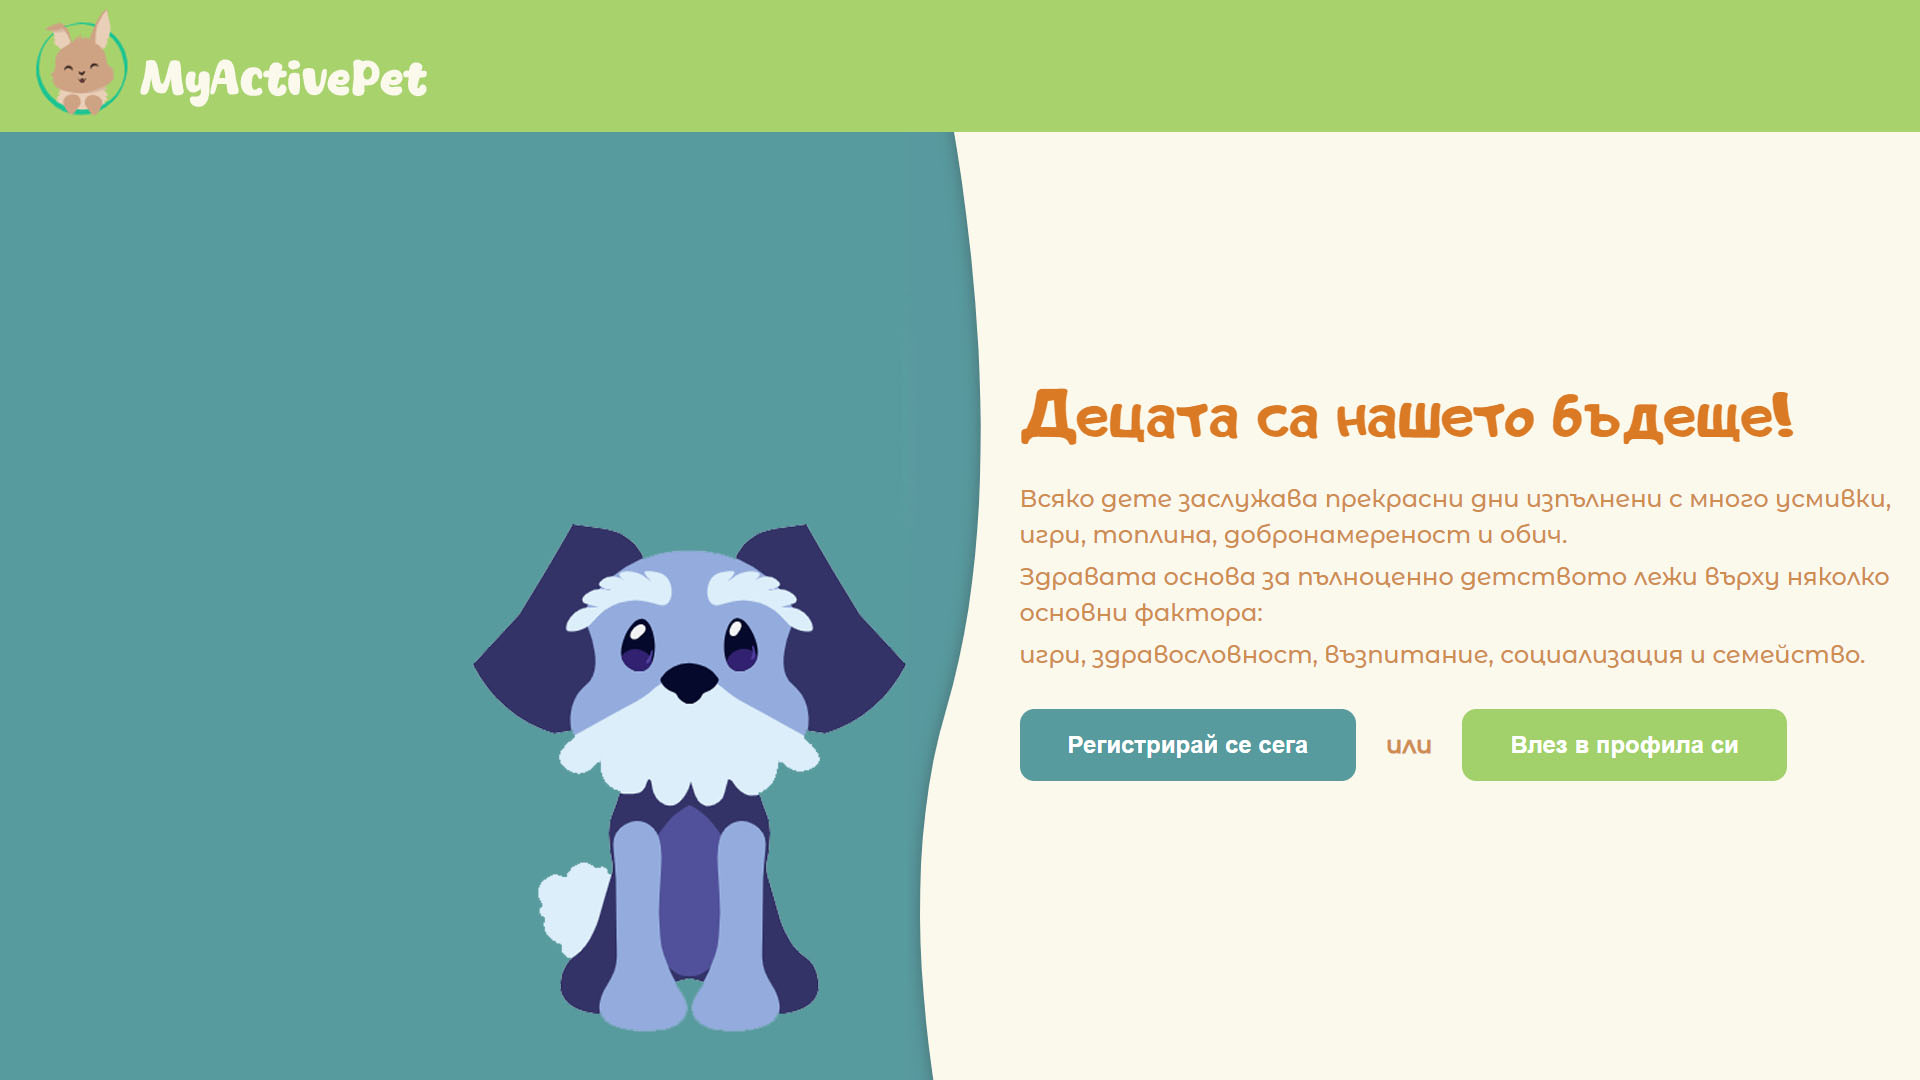 MyActivePet
Децата са нашето бъдеще!
Всяко дете заслужава прекрасни дни изпълнени с много усмивки,
игри, топлина, добронамереност и обич.
Здравата основа за пълноценно детството лежи върху няколко
основни фактора:
игри, здравословност, възпитание, социализация и семейство.
Регистрирай се сега
или
Влез в профила си